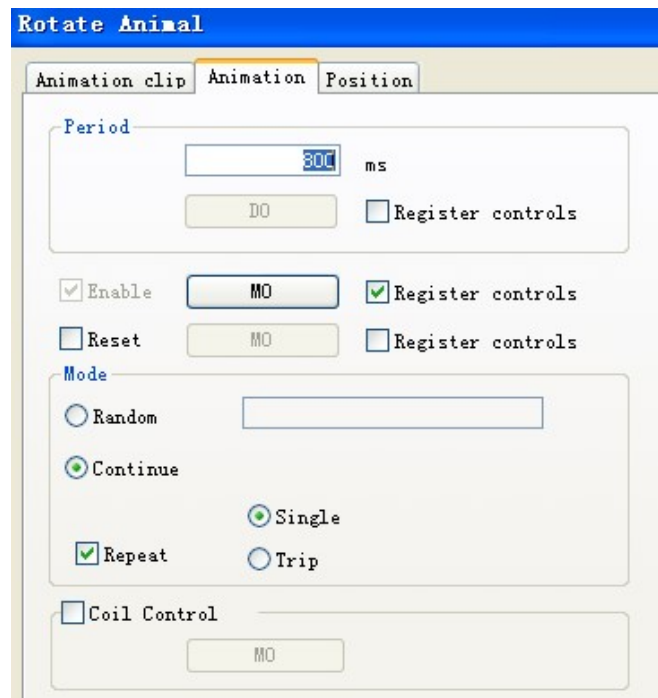 Rotate Animal
Animation clip Animation Position
Period
800 ms
D0 Register controls
Enable M0 Register controls
Reset M0 Register controls
Mode
Random
Continue
Single
Repeat
Trip
Coil Control
M0